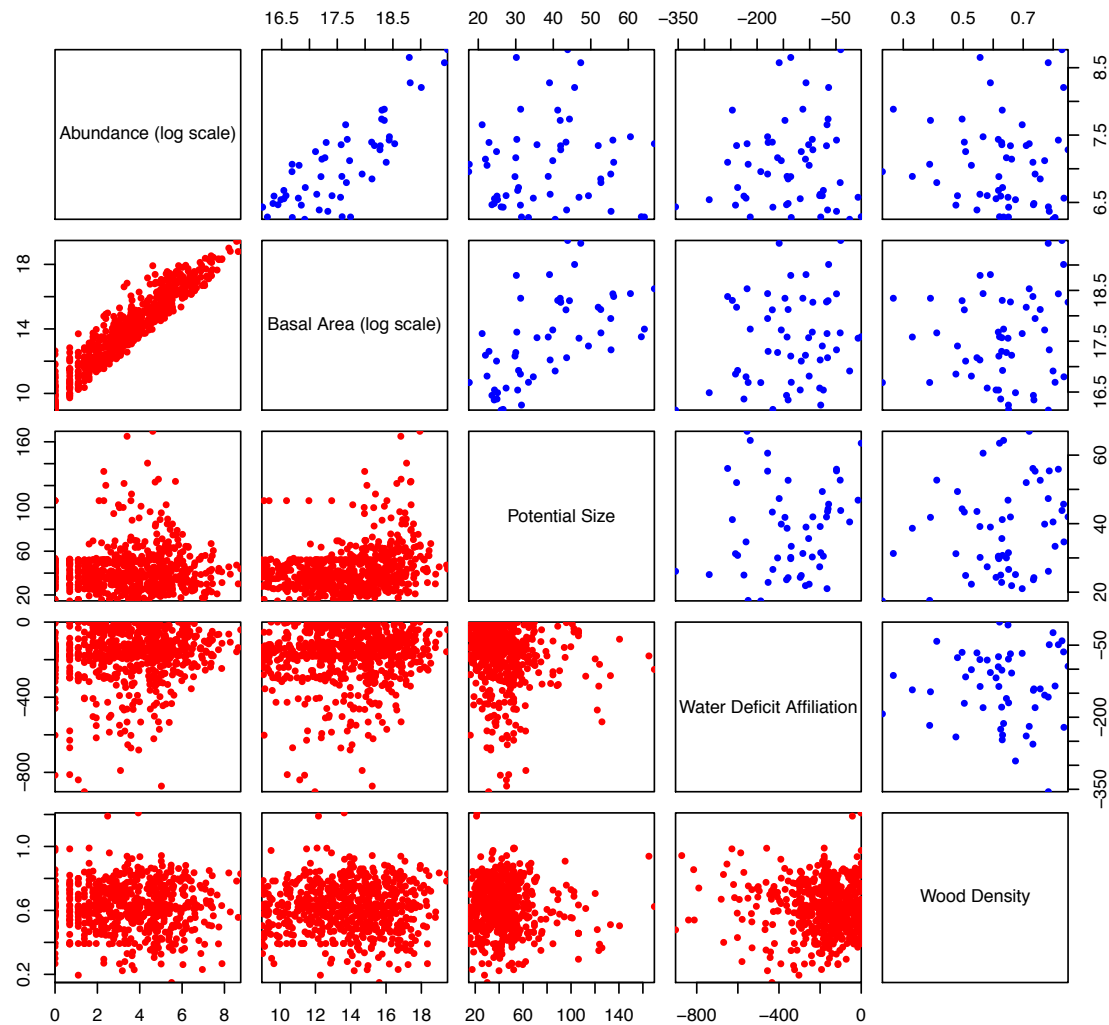 16.5 17.5 18.5 20 30 40 50 60 −350 −200 −50 0.3 0.5 0.7
Abundance (log scale)
6.5 7.5 8.5
10 14 18
Basal Area (log scale)
16.5 17.5 18.5
20 60 100 160
Potential Size
20 40 60
−800 −400 0
Water Deficit Affiliation
−350 −200 −50
0.2 0.6 1.0
Wood Density
0 2 4 6 8 10 12 14 16 18 20 60 100 140 −800 −400 0